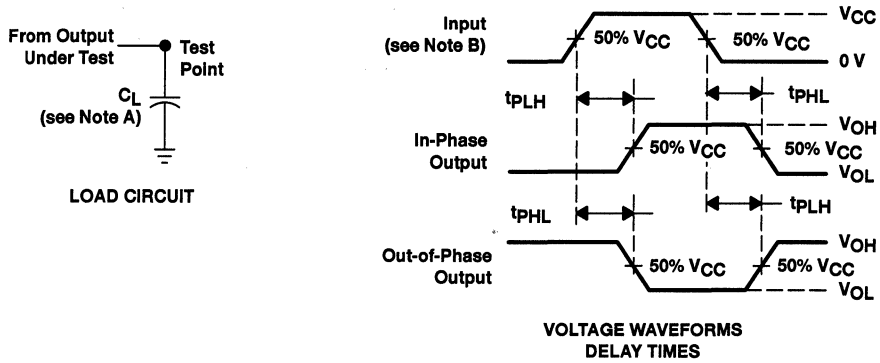 From Output
Under Test
Test
Point
CL
(see Note A)
LOAD CIRCUIT
Input
(see Note B)
50% VCC
50% VCC
VCC
0 V
tPLH
tPHL
In-Phase
Output
50% VCC
50% VCC
VOH
VOL
tPHL
tPLH
Out-of-Phase
Output
50% VCC
50% VCC
VOH
VOL
VOLTAGE WAVEFORMS
DELAY TIMES